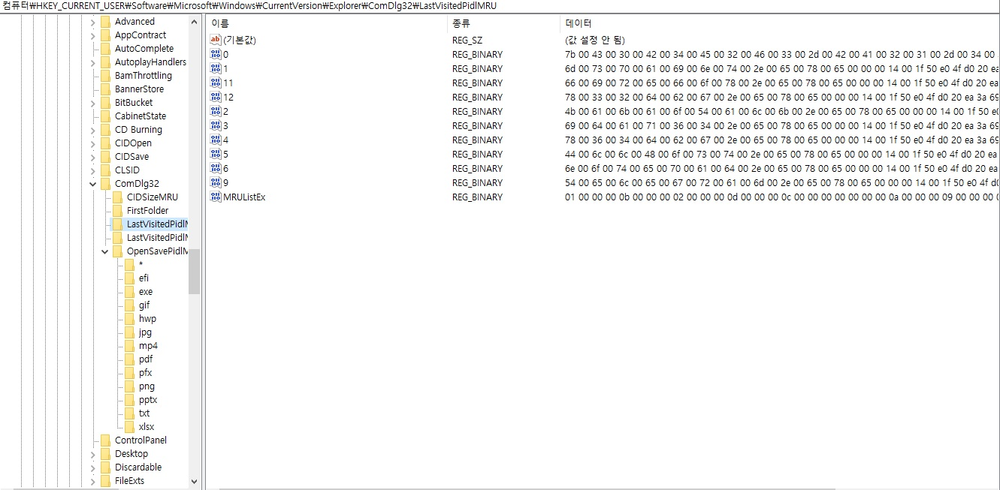 컴퓨터₩HKEY_CURRENT_USER₩Software₩Microsoft₩Windows₩CurrentVersion₩Explorer₩ComDlg32₩LastVisitedPidlMRU
Advanced
AppContract
AutoComplete
AutoplayHandlers
BamThrottling
BannerStore
BitBucket
CabinetState
CD Burning
CIDOpen
CIDSave
CLSID
ComDlg32
CIDSizeMRU
FirstFolder
LastVisitedPidlM
LastVisitedPidlM
OpenSavePidlM
*
efi
exe
gif
hwp
jpg
mp4
pdf
pfx
png
pptx
txt
xlsx
ControlPanel
Desktop
Discardable
FileExts
이름 종류 데이터
(기본값) REG_SZ (값 설정 안 됨)
0 REG_BINARY 7b 00 43 00 30 00 42 00 34 00 45 00 32 00 46 00 33 00 2d 00 42 00 41 00 32 00 31 00 2d 00 34 00
1 REG_BINARY 6d 00 73 00 70 00 61 00 69 00 6e 00 74 00 2e 00 65 00 78 00 65 00 00 00 14 00 1f 50 e0 4f d0 20 ea
11 REG_BINARY 66 00 69 00 72 00 65 00 66 00 6f 00 78 00 2e 00 65 00 78 00 65 00 00 00 14 00 1f 50 e0 4f d0 20 ea
12 REG_BINARY 78 00 33 00 32 00 64 00 62 00 67 00 2e 00 65 00 78 00 65 00 00 00 14 00 1f 50 e0 4f d0 20 ea 3a 69
2 REG_BINARY 4b 00 61 00 6b 00 61 00 6f 00 54 00 61 00 6c 00 6b 00 2e 00 65 00 78 00 65 00 00 00 14 00 1f 50 e0
3 REG_BINARY 69 00 64 00 61 00 71 00 36 00 34 00 2e 00 65 00 78 00 65 00 00 00 14 00 1f 50 e0 4f d0 20 ea 3a 69
4 REG_BINARY 78 00 36 00 34 00 64 00 62 00 67 00 2e 00 65 00 78 00 65 00 00 00 14 00 1f 50 e0 4f d0 20 ea 3a 69
5 REG_BINARY 44 00 6c 00 6c 00 48 00 6f 00 73 00 74 00 2e 00 65 00 78 00 65 00 00 00 14 00 1f 50 e0 4f d0 20 ea
6 REG_BINARY 6e 00 6f 00 74 00 65 00 70 00 61 00 64 00 2e 00 65 00 78 00 65 00 00 00 14 00 1f 50 e0 4f d0 20 ea
9 REG_BINARY 54 00 65 00 6c 00 65 00 67 00 72 00 61 00 6d 00 2e 00 65 00 78 00 65 00 00 00 14 00 1f 50 e0 4f d0
MRUListEx REG_BINARY 01 00 00 00 0b 00 00 00 02 00 00 00 0d 00 00 00 0c 00 00 00 00 00 00 00 0a 00 00 00 09 00 00 00